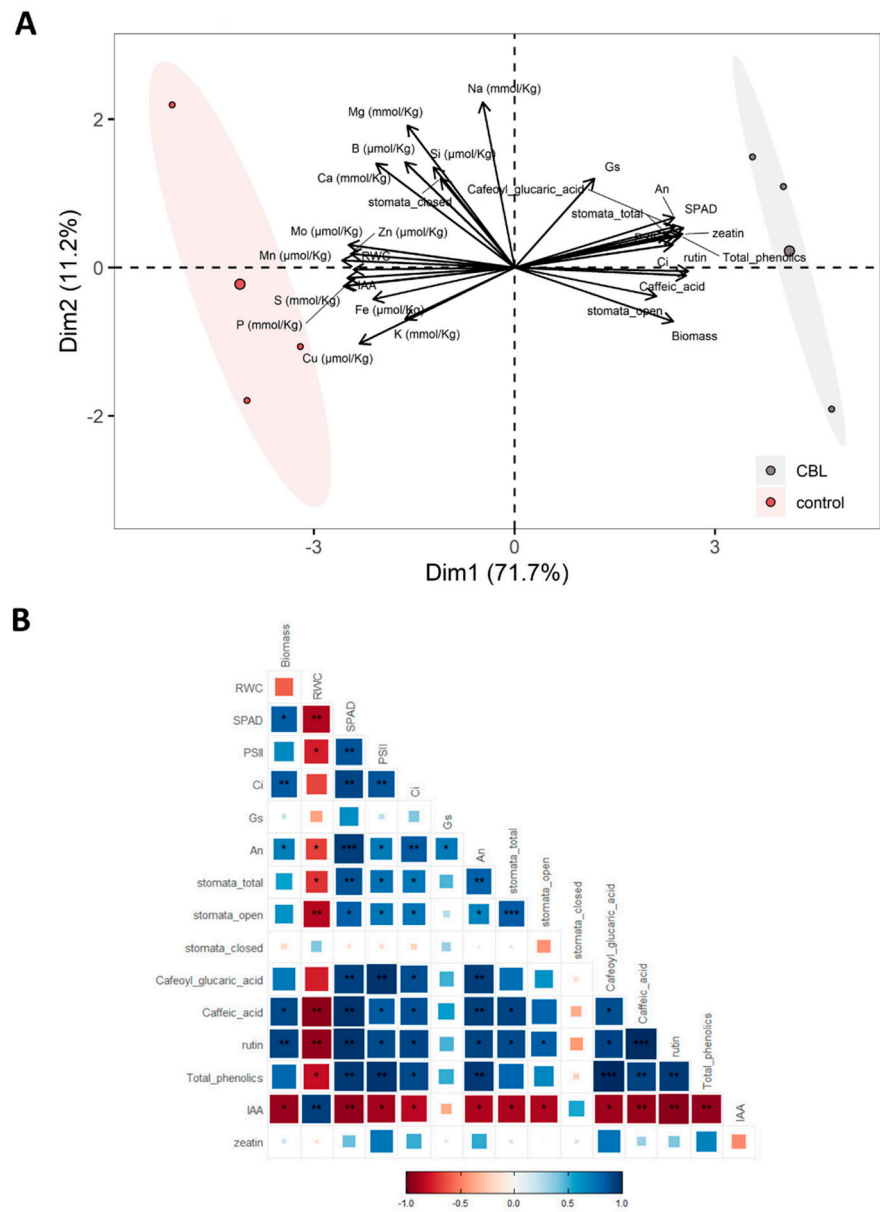 A
Dim2 (11.2%)
2
0
-2
Na (mmol/Kg)
Mg (mmol/Kg)
B (µmol/Kg)
Si (µmol/Kg)
Ca (mmol/Kg)
stomata_closed
Cafeoyl_glucaric_acid
Gs
An
stomata_total
SPAD
zeatin
Mo (µmol/Kg)
Zn (µmol/Kg)
Mn (µmol/Kg)
RWC
Ci
rutin
Total_phenolics
S (mmol/Kg)
IAA
Caffeic_acid
P (mmol/Kg)
Fe (µmol/Kg)
stomata_open
Cu (µmol/Kg)
K (mmol/Kg)
Biomass
CBL
control
-3
0
3
Dim1 (71.7%)
B
Biomass
RWC
SPAD
PSII
Ci
Gs
An
stomata_total
stomata_open
stomata_closed
Cafeoyl_glucaric_acid
Caffeic_acid
rutin
Total_phenolics
IAA
RWC
SPAD * **
PSII * **
Ci ** ** **
Gs
An * * *** * ** *
stomata_total * ** * * **
stomata_open ** * * * * ***
stomata_closed
Cafeoyl_glucaric_acid ** ** * **
Caffeic_acid * ** ** * * ** * *
rutin ** ** ** * * * * * * ***
Total_phenolics * ** ** * ** *** ** **
IAA * ** ** * * * * * * ** ** **
zeatin
-1.0
-0.5
0.0
0.5
1.0